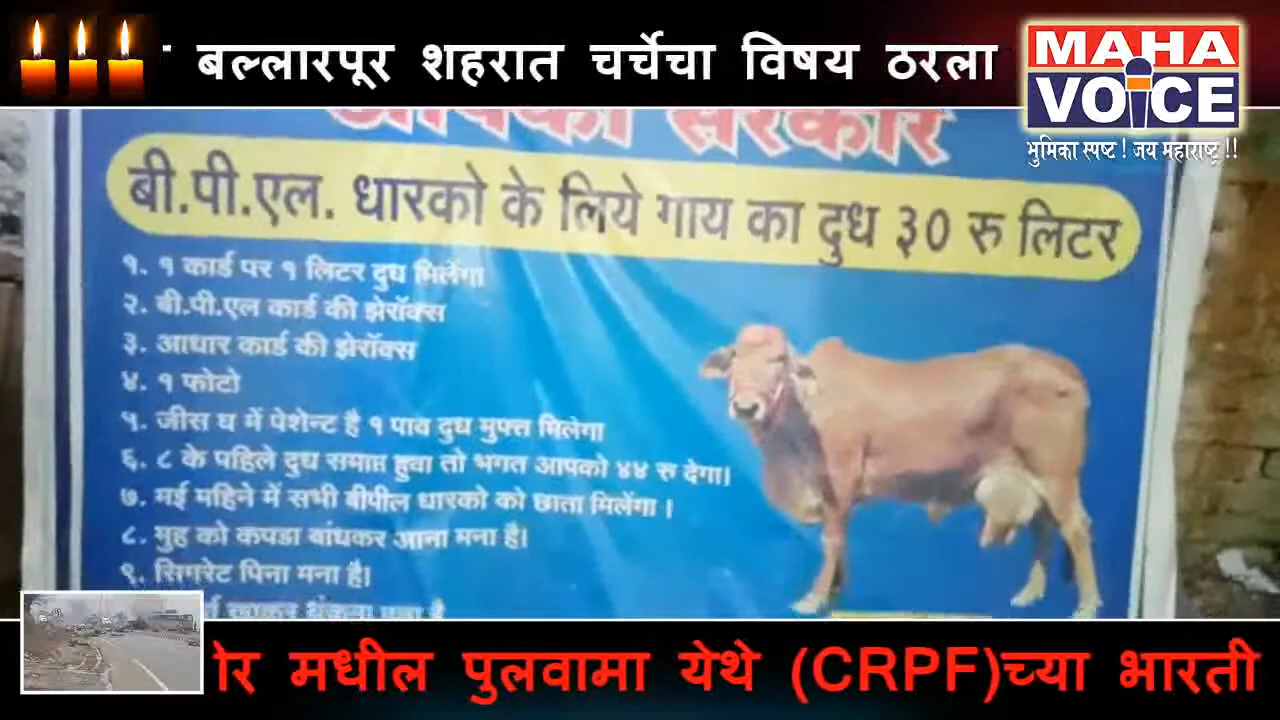 बल्लारपूर शहरात चर्चेचा विषय ठरला
MAHA
VOICE
भुमिका स्पष्ट ! जय महाराष्ट्र !!
आपकी सरकार
बी.पी.एल. धारको के लिये गाय का दुध ३० रु लिटर
१. १ कार्ड पर १ लिटर दुध मिलेंगा
२. बी.पी.एल कार्ड की झेरॉक्स
३. आधार कार्ड की झेरॉक्स
४. १ फोटो
५. जीस घ में पेशेन्ट है १ पाव दुध मुफ्त मिलेगा
६. ८ के पहिले दुध समाप्त हुवा तो भगत आपको ४४ रु देगा।
७. मई महिने में सभी बीपील धारको को छाता मिलेंगा ।
८. मुह को कपडा बांधकर आना मना है।
९. सिगरेट पिना मना है।
मधील पुलवामा येथे (CRPF)च्या भारती